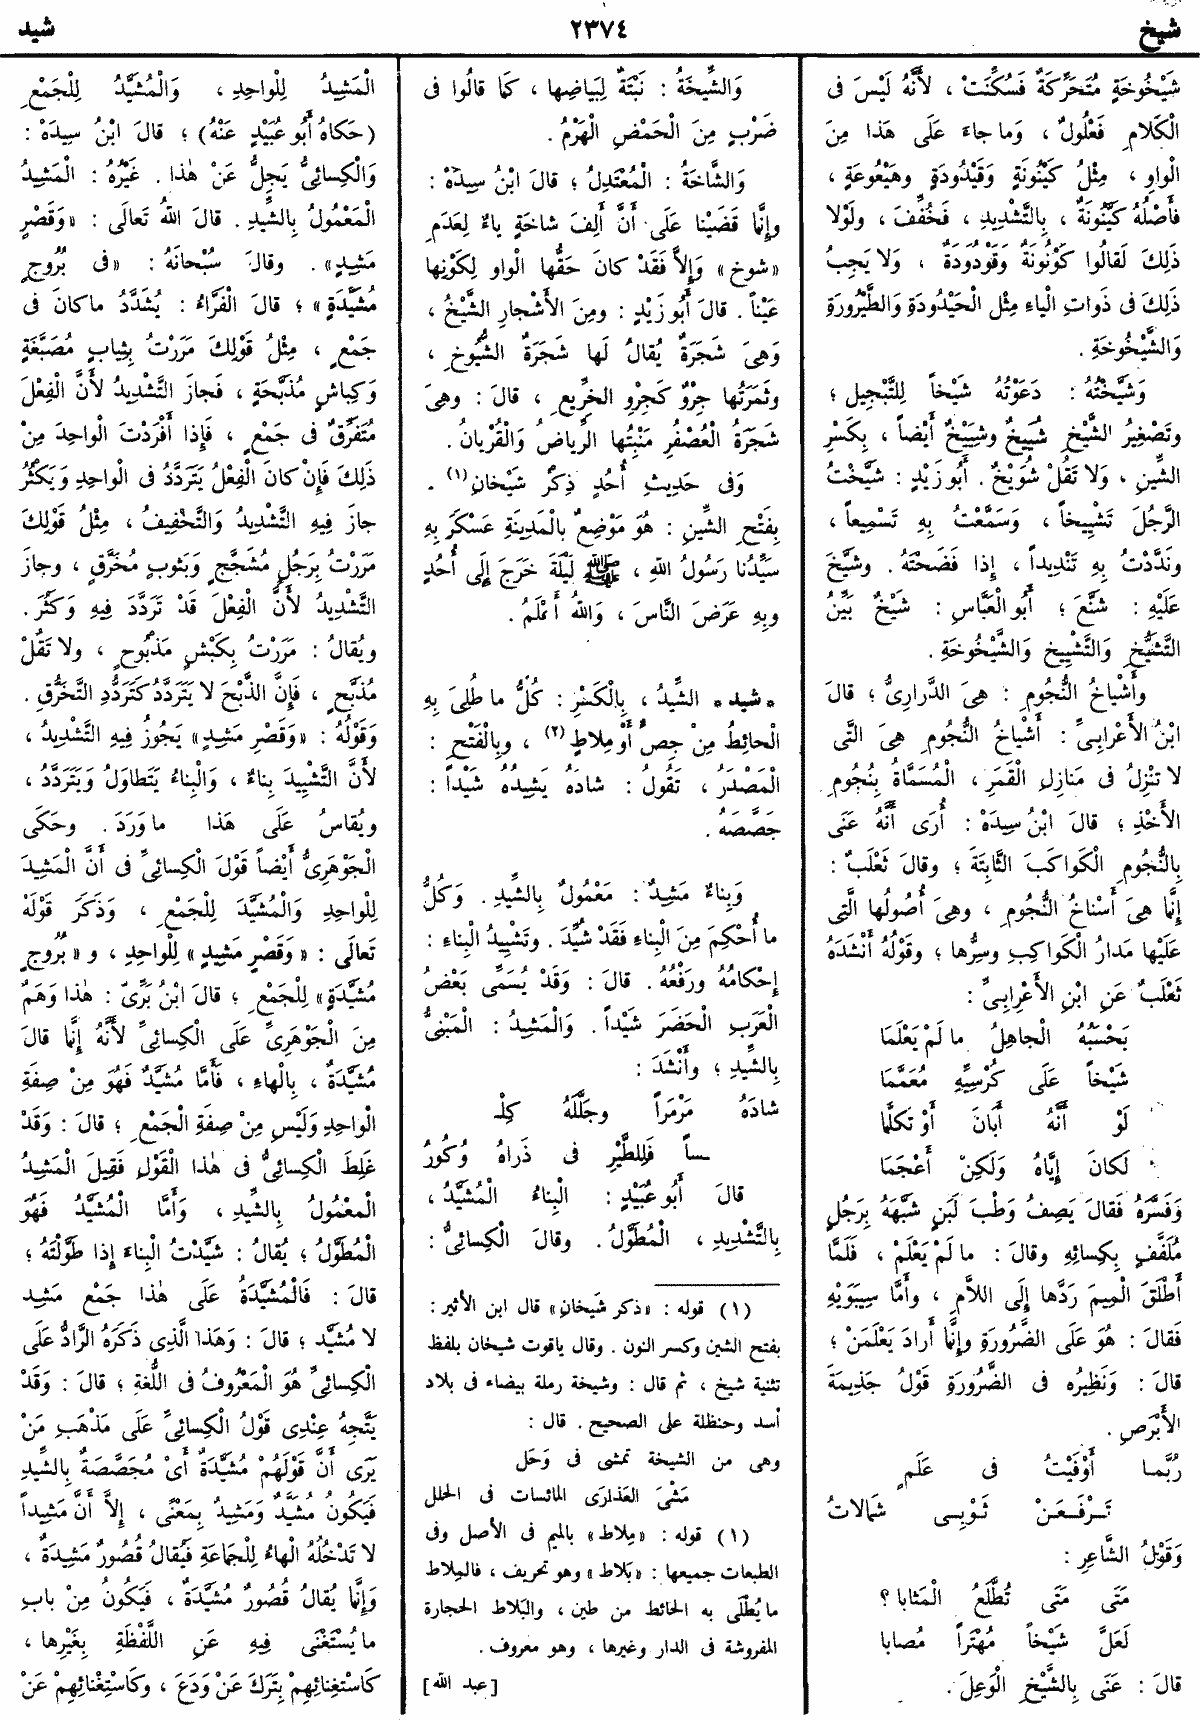 شيخ
٢٣٧٤
شيد
شَيْخُوخَةٍ مُتَحَرِّكَةٌ فَسُكِّنَتْ ، لأَنَّهُ لَيْسَ فى
الْكَلامِ فَعْلُولٌ ، وَما جاءَ عَلَى هَذا مِنَ
الْواوِ ، مِثْلُ كَيْنُونَةٍ وَقَيْدُودَةٍ وهَيْعُوعَةٍ ،
فَأَصْلُهُ كَيَّنُونَةٌ ، بِالتَّشْدِيدِ ، فَخُفِّفَ ، وَلَوْلا
ذَلِكَ لَقالُوا كَوْنُونَةٌ وَقَوْدُودَةٌ ، وَلا يَجِبُ
ذَلِكَ فى ذَواتِ الْياءِ مِثْلِ الْحَيْدُودَةِ وَالطَّيْرُورَةِ
وَالشَّيْخُوخَةِ .
وَشَيَّخْتُهُ : دَعَوْتُهُ شَيْخاً لِلتَّبْجِيلِ ؛
وَتَصْغِيرُ الشَّيْخِ شُيَيْخٌ وشِيَيْخٌ أَيْضاً ، بِكَسْرِ
الشِّينِ ، وَلا تَقُلْ شُوَيْخٌ . أَبُو زَيْدٍ : شَيَّخْتُ
الرَّجُلَ تَشْيِيخاً ، وَسَمَّعْتُ بِهِ تَسْمِيعاً ،
ونَدَّدْتُ بِهِ تَنْدِيداً ، إِذا فَضَحْتَهُ . وشَيَّخَ
عَلَيْهِ : شَنَّعَ ؛ أَبُو الْعَبَّاسِ : شَيْخٌ بَيِّنُ
التَّشَيُّخِ وَالتَّشْيِيخِ وَالشَّيْخُوخَةِ .
وأَشْياخُ النُّجُومِ : هِىَ الدَّرارِىُّ ؛ قالَ
ابْنُ الأَعْرابِىِّ : أَشْياخُ النُّجُومِ هِىَ الَّتى
لا تَنْزِلُ فى مَنازِلِ الْقَمَرِ ، الْمُسَمَّاةُ بِنُجُومِ
الأَخْذِ ؛ قالَ ابْنُ سِيدَهْ : أُرَى أَنَّهُ عَنَى
بِالنُّجُومِ الْكَواكِبَ الثَّابِتَةَ ؛ وقالَ ثَعْلَبٌ :
إِنَّما هِىَ أَسْناخُ النُّجُومِ ، وهِىَ أُصُولُها الَّتِى
عَلَيْها مَدارُ الْكَواكِبِ وسِرُّها ؛ وقَوْلُهُ أَنْشَدَهُ
ثَعْلَبٌ عَنِ ابْنِ الأَعْرابِىِّ :
يَحْسَبُهُ الْجاهِلُ ما لَمْ يَعْلَمَا
شَيْخاً عَلَى كُرْسِيِّهِ مُعَمَّمَا
لَوْ أَنَّهُ أَبَانَ أَوْ تَكَلَّمَا
لَكانَ إِيَّاهُ وَلَكِنْ أَعْجَمَا
وَفَسَّرَهُ فَقالَ يَصِفُ وَطْبَ لَبَنٍ شَبَّهَهُ بِرَجُلٍ
مُلَفَّفٍ بِكِسائِهِ وقالَ : ما لَمْ يَعْلَمْ ، فَلَمَّا
أَطْلَقَ الْمِيمَ رَدَّها إِلَى اللاَّمِ ، وأَمَّا سِيبَوَيْهِ
فَقالَ : هُوَ عَلَى الضَّرُورَةِ وإِنَّما أَرادَ يَعْلَمَنْ ؛
قالَ : وَنَظِيرُه فى الضَّرُورَةِ قَوْلُ جَذِيمَةَ
الأَبْرَصِ .
رُبَّما أَوْفَيْتُ فى عَلَمٍ
تَرْفَعَنْ ثَوْبِى شَمالاتُ
وَقَوْلُ الشَّاعِرِ :
مَتَى مَتَى تُطَّلَعُ الْمَثابا ؟
لَعَلَّ شَيْخاً مُهْتَراً مُصابا
قالَ : عَنَى بِالشَّيْخِ الْوَعِلَ .
وَالشِّيخَةُ : نَبْتَةٌ لِبَياضِها ، كَما قالُوا فى
ضَرْبٍ مِنَ الْحَمْضِ الْهَرْمُ .
وَالشَّاخَةُ : الْمُعْتَدِلُ ؛ قالَ ابْنُ سِيدَهْ :
وإِنَّما قَضَيْنا عَلَى أَنَّ أَلِفَ شاخَةٍ ياءٌ لِعَدَمِ
«شوخ» وَإِلاَّ فَقَدْ كانَ حَقُّها الْواو لِكَوْنِها
عَيْناً . قالَ أَبُو زَيْدٍ : ومِنَ الأَشْجارِ الشَّيْخُ ،
وَهِىَ شَجَرَةٌ يُقالُ لَها شَجَرَةُ الشُّيُوخِ ،
وثَمَرَتُها جِرْوٌ كَجِرْوِ الخِرِّيعِ ، قالَ : وهِىَ
شَجَرَةُ الْعُصْفُرِ مَنْبِتُها الرِّياضُ وَالْقُرْيانُ .
وَفى حَدِيثِ أُحُدٍ ذِكْرُ شَيْخانِ (١) ،
بِفَتْحِ الشِّينِ : هُوَ مَوْضِعٌ بِالْمَدِينَةِ عَسْكَرَ بِهِ
سَيِّدُنا رَسُولُ اللهِ ، ﷺ لَيْلَةَ خَرَجَ إِلَى أُحُدٍ
وبِهِ عَرَضَ النَّاسَ ، وَاللهُ أَعْلَمُ .
* شيد * الشِّيدُ ، بِالْكَسْرِ : كُلُّ ما طُلِىَ بِهِ
الْحائِطُ مِنْ جِصٍّ أَوْ مِلاطٍ (٢) ، وبِالْفَتْحِ :
الْمَصْدَرُ ، تَقُولُ : شادَهُ يَشِيدُهُ شَيْداً :
جَصَّصَهُ .
وَبِناءٌ مَشِيدٌ : مَعْمُولٌ بِالشِّيدِ . وَكُلُّ
ما أُحْكِمَ مِنَ الْبِناءِ فَقَدْ شُيِّدَ . وتَشْيِيدُ الْبِناءِ :
إِحْكامُهُ ورَفْعُهُ . قالَ : وَقَدْ يُسَمِّى بَعْضُ
الْعَرَبِ الْحَضَرَ شَيْداً . وَالْمَشِيدُ : الْمَبْنِىُّ
بِالشِّيدِ ؛ وأَنْشَدَ :
شادَهُ مَرْمَراً وجَلَّلَهُ كِلْـ
ـساً فَلِلطَّيْرِ فى ذَراهُ وُكُورُ
قالَ أَبُو عُبَيْدٍ : الْبِناءُ الْمُشَيَّدُ ،
بِالتَّشْدِيدِ ، الْمُطَوَّلُ . وقالَ الْكِسائِىُّ :
(١) قوله : «ذكر شَيخانِ» قال ابن الأثير :
بفتح الشين وكسر النون . وقال ياقوت شيخان بلفظ
تثنية شيخ ، ثم قال : وشيخة رملة بيضاء فى بلاد
أسد وحنظلة على الصحيح . قال :
وهى من الشيخة تمشى فى وَحَل
مَشْىَ العَذارَى المائسات فى الحلل
(١) قوله : «مِلاط» بالميم فى الأصل وفى
الطبعات جميعها : «بَلاط» وهو تحريف ، فالمِلاط
ما يُطْلَى به الحائط من طين ، والبَلاط الحجارة
المفروشة فى الدار وغيرها ، وهو معروف .
[عبد الله]
الْمَشِيدُ لِلْواحِدِ ، وَالْمُشَيَّدُ لِلْجَمْعِ
(حَكاهُ أَبُو عُبَيْدٍ عَنْهُ) ؛ قالَ ابْنُ سِيدَهْ :
وَالْكِسائِىُّ يَجِلُّ عَنْ هٰذا . غَيْرُهُ : الْمَشِيدُ
الْمَعْمُولُ بِالشِّيدِ . قالَ اللهُ تَعالَى : «وَقَصْرٍ
مَشِيدٍ» . وقالَ سُبْحانَهُ : «فى بُرُوجٍ
مُشَيَّدَةٍ» ؛ قالَ الْفَرَّاءُ : يُشَدَّدُ ما كانَ فى
جَمْعٍ ، مِثْلُ قَوْلِكَ مَرَرْتُ بِثِيابٍ مُصَبَّغَةٍ
وَكِباشٍ مُذَبَّحَةٍ ، فَجازَ التَّشْدِيدُ لأَنَّ الْفِعْلَ
مُتَفَرِّقٌ فى جَمْعٍ ، فَإِذا أَفْرَدْتَ الْواحِدَ مِنْ
ذلِكَ فَإِنْ كانَ الْفِعْلُ يَتَرَدَّدُ فى الْواحِدِ وَيَكْثُرُ
جازَ فِيهِ التَّشْدِيدُ وَالتَّخْفِيفُ ، مِثْلُ قَوْلِكَ
مَرَرْتُ بِرَجُلٍ مُشَجَّجٍ وَبِثَوبٍ مُخَرَّقٍ ، وجازَ
التَّشْدِيدُ لأَنَّ الْفِعْلَ قَدْ تَرَدَّدَ فِيهِ وَكَثُرَ .
ويُقالُ : مَرَرْتُ بِكَبْشٍ مَذْبُوحٍ ، ولا تَقُلْ
مُذَبَّحٍ ، فَإِنَّ الذَّبْحَ لا يَتَرَدَّدُ كَتَرَدُّدِ التَّخَرُّقِ .
وَقَوْلُهُ : «وَقَصْرٍ مَشِيدٍ» يَجُوزُ فِيهِ التَّشْدِيدُ ،
لأَنَّ التَّشْيِيدَ بِناءٌ ، وَالْبِناءُ يَتَطاوَلُ وَيَتَرَدَّدُ ،
ويُقاسُ عَلَى هَذا ما وَرَدَ . وحَكَى
الْجَوْهَرِىُّ أَيْضاً قَوْلَ الْكِسائِىِّ فى أَنَّ الْمَشِيدَ
لِلْواحِدِ وَالْمُشَيَّدَ لِلْجَمْعِ ، وَذَكَرَ قَوْلَهُ
تَعالَى : «وَقَصْرٍ مَشِيدٍ» لِلْواحِدِ ، و «بُرُوجٍ
مُشَيَّدَةٍ» لِلْجَمْعِ ؛ قالَ ابْنُ بَرِّىّ : هٰذا وَهَمٌ
مِنَ الْجَوْهَرِىِّ عَلَى الْكِسائِىِّ لأَنَّهُ إِنَّما قالَ
مُشَيَّدَةٌ ، بِالْهاءِ ، فَأَمَّا مُشَيَّدٌ فَهُوَ مِنْ صِفَةِ
الْواحِدِ وَلَيْسَ مِنْ صِفَةِ الْجَمْعِ ؛ قالَ : وَقَدْ
غَلِطَ الْكِسائِىُّ فى هٰذا الْقَوْلِ فَقِيلَ الْمَشِيدُ
الْمَعْمُولُ بِالشِّيدِ ، وَأَمَّا الْمُشَيَّدُ فَهُوَ
الْمُطَوَّلُ ؛ يُقالُ : شَيَّدْتُ الْبِناءَ إِذا طَوَّلْتَهُ ؛
قالَ : فَالْمُشَيَّدَةُ عَلَى هٰذا جَمْع مَشِيد
لا مُشَيَّد ؛ قالَ : وَهَذا الَّذِى ذَكَرَهُ الرَّادُّ عَلَى
الْكِسائِىِّ هُوَ الْمَعْرُوفُ فى اللُّغَةِ ؛ قالَ : وَقَدْ
يَتَّجِهُ عِنْدِى قَوْلُ الْكِسائِىِّ عَلَى مَذْهَبِ مَنْ
يَرَى أَنَّ قَوْلَهُمْ مُشَيَّدَةٌ أَىْ مُجَصَّصَةٌ بِالشِّيدِ
فَيَكُونُ مُشَيَّدٌ وَمَشِيدٌ بِمَعْنًى ، إِلاَّ أَنَّ مَشِيداً
لا تَدْخُلُهُ الْهاءُ لِلْجَماعَةِ فَيُقالُ قُصُورٌ مَشِيدَةٌ ،
وَإِنَّما يُقالُ قُصُورٌ مُشَيَّدَةٌ ، فَيَكُونُ مِنْ بابِ
ما يُسْتَغْنَى فِيهِ عَنِ اللَّفْظَةِ بِغَيْرِها ،
كَاسْتِغْنائِهِمْ بِتَرَكَ عَنْ وَدَعَ ، وكَاسْتِغْنائِهِمْ عَنْ